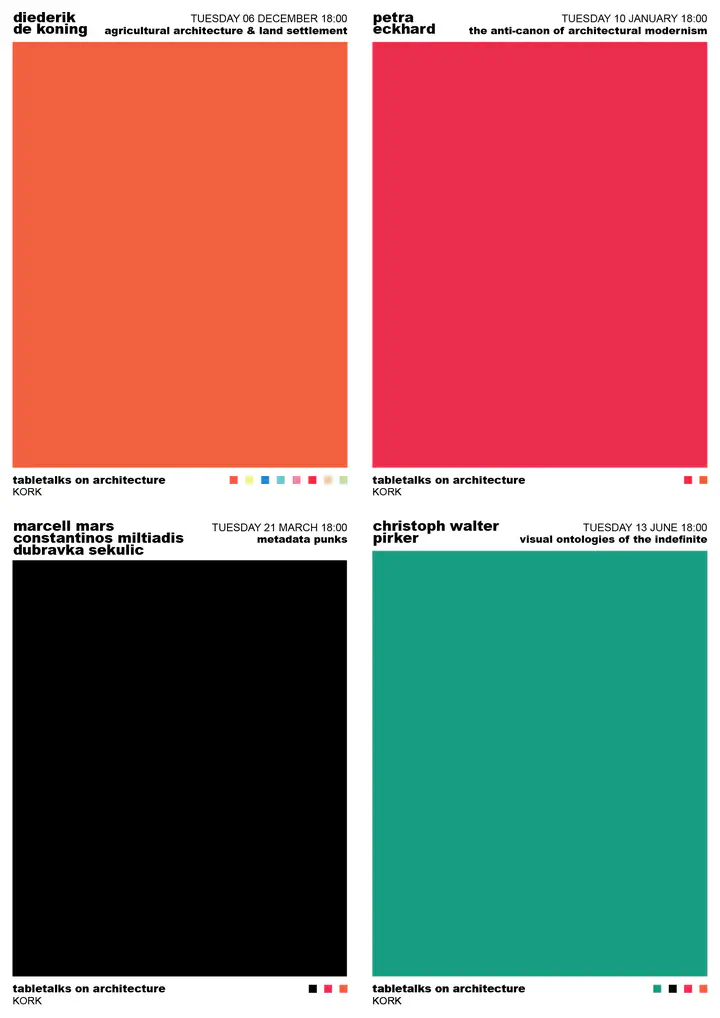 diederik
de koning
TUESDAY 06 DECEMBER 18:00
agricultural architecture & land settlement
tabletalks on architecture
KORK
petra
eckhard
TUESDAY 10 JANUARY 18:00
the anti-canon of architectural modernism
tabletalks on architecture
KORK
marcell mars
constantinos miltiadis
dubravka sekulic
TUESDAY 21 MARCH 18:00
metadata punks
tabletalks on architecture
KORK
christoph walter
pirker
TUESDAY 13 JUNE 18:00
visual ontologies of the indefinite
tabletalks on architecture
KORK